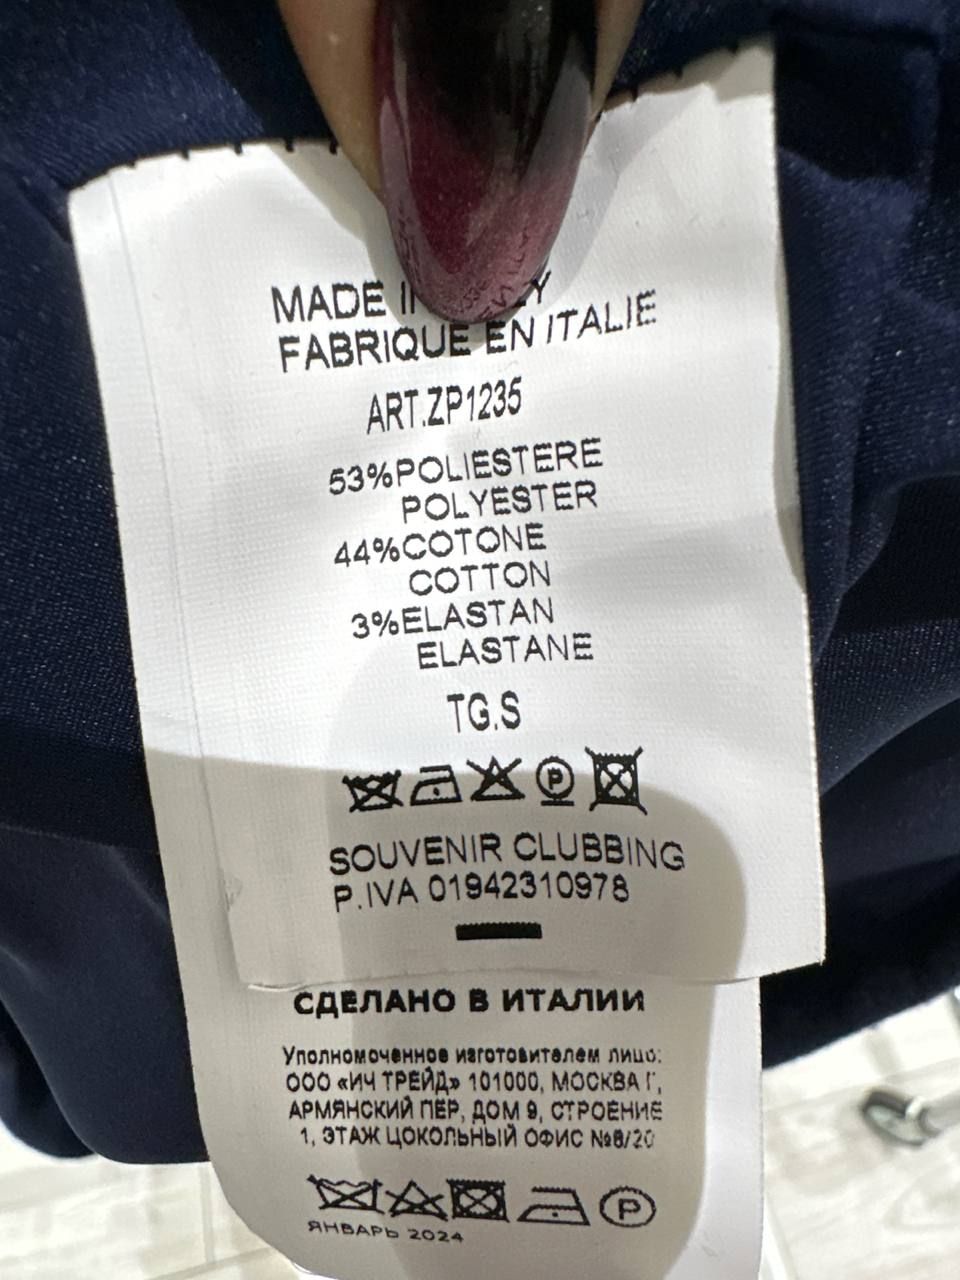 MADE
FABRIQUE EN ITALIE
ART.ZP1235
53%POLIESTERE
POLYESTER
44%COTONE
COTTON
3%ELASTAN
ELASTANE
TG.S
P
SOUVENIR CLUBBING
P.IVA 01942310978
СДЕЛАНО В ИТАЛИИ
Уполномоченное изготовителем лицо:
ООО «ИЧ ТРЕЙД» 101000, МОСКВА Г,
АРМЯНСКИЙ ПЕР, ДОМ 9, СТРОЕНИЕ
1, ЭТАЖ ЦОКОЛЬНЫЙ ОФИС №8/20
P
ЯНВАРЬ 2024